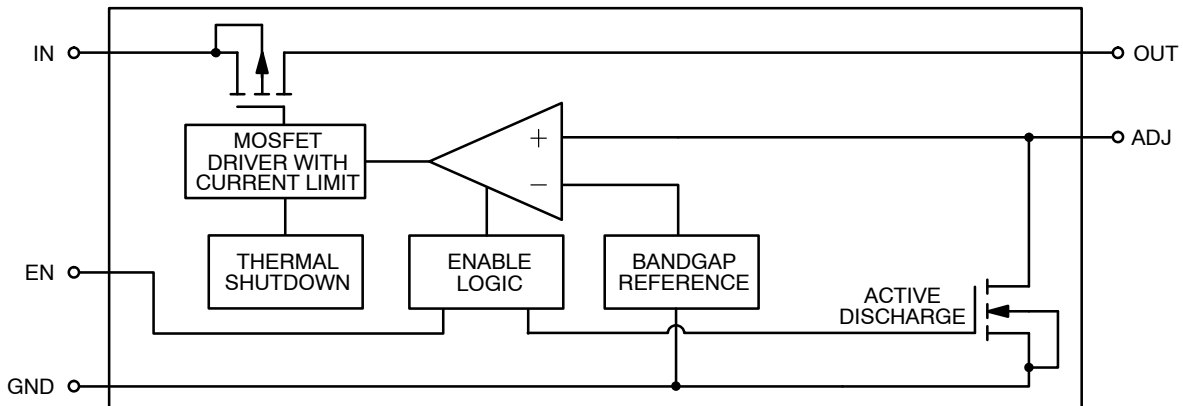 IN
OUT
ADJ
MOSFET
DRIVER WITH
CURRENT LIMIT
+
−
THERMAL
SHUTDOWN
ENABLE
LOGIC
BANDGAP
REFERENCE
EN
ACTIVE
DISCHARGE
GND